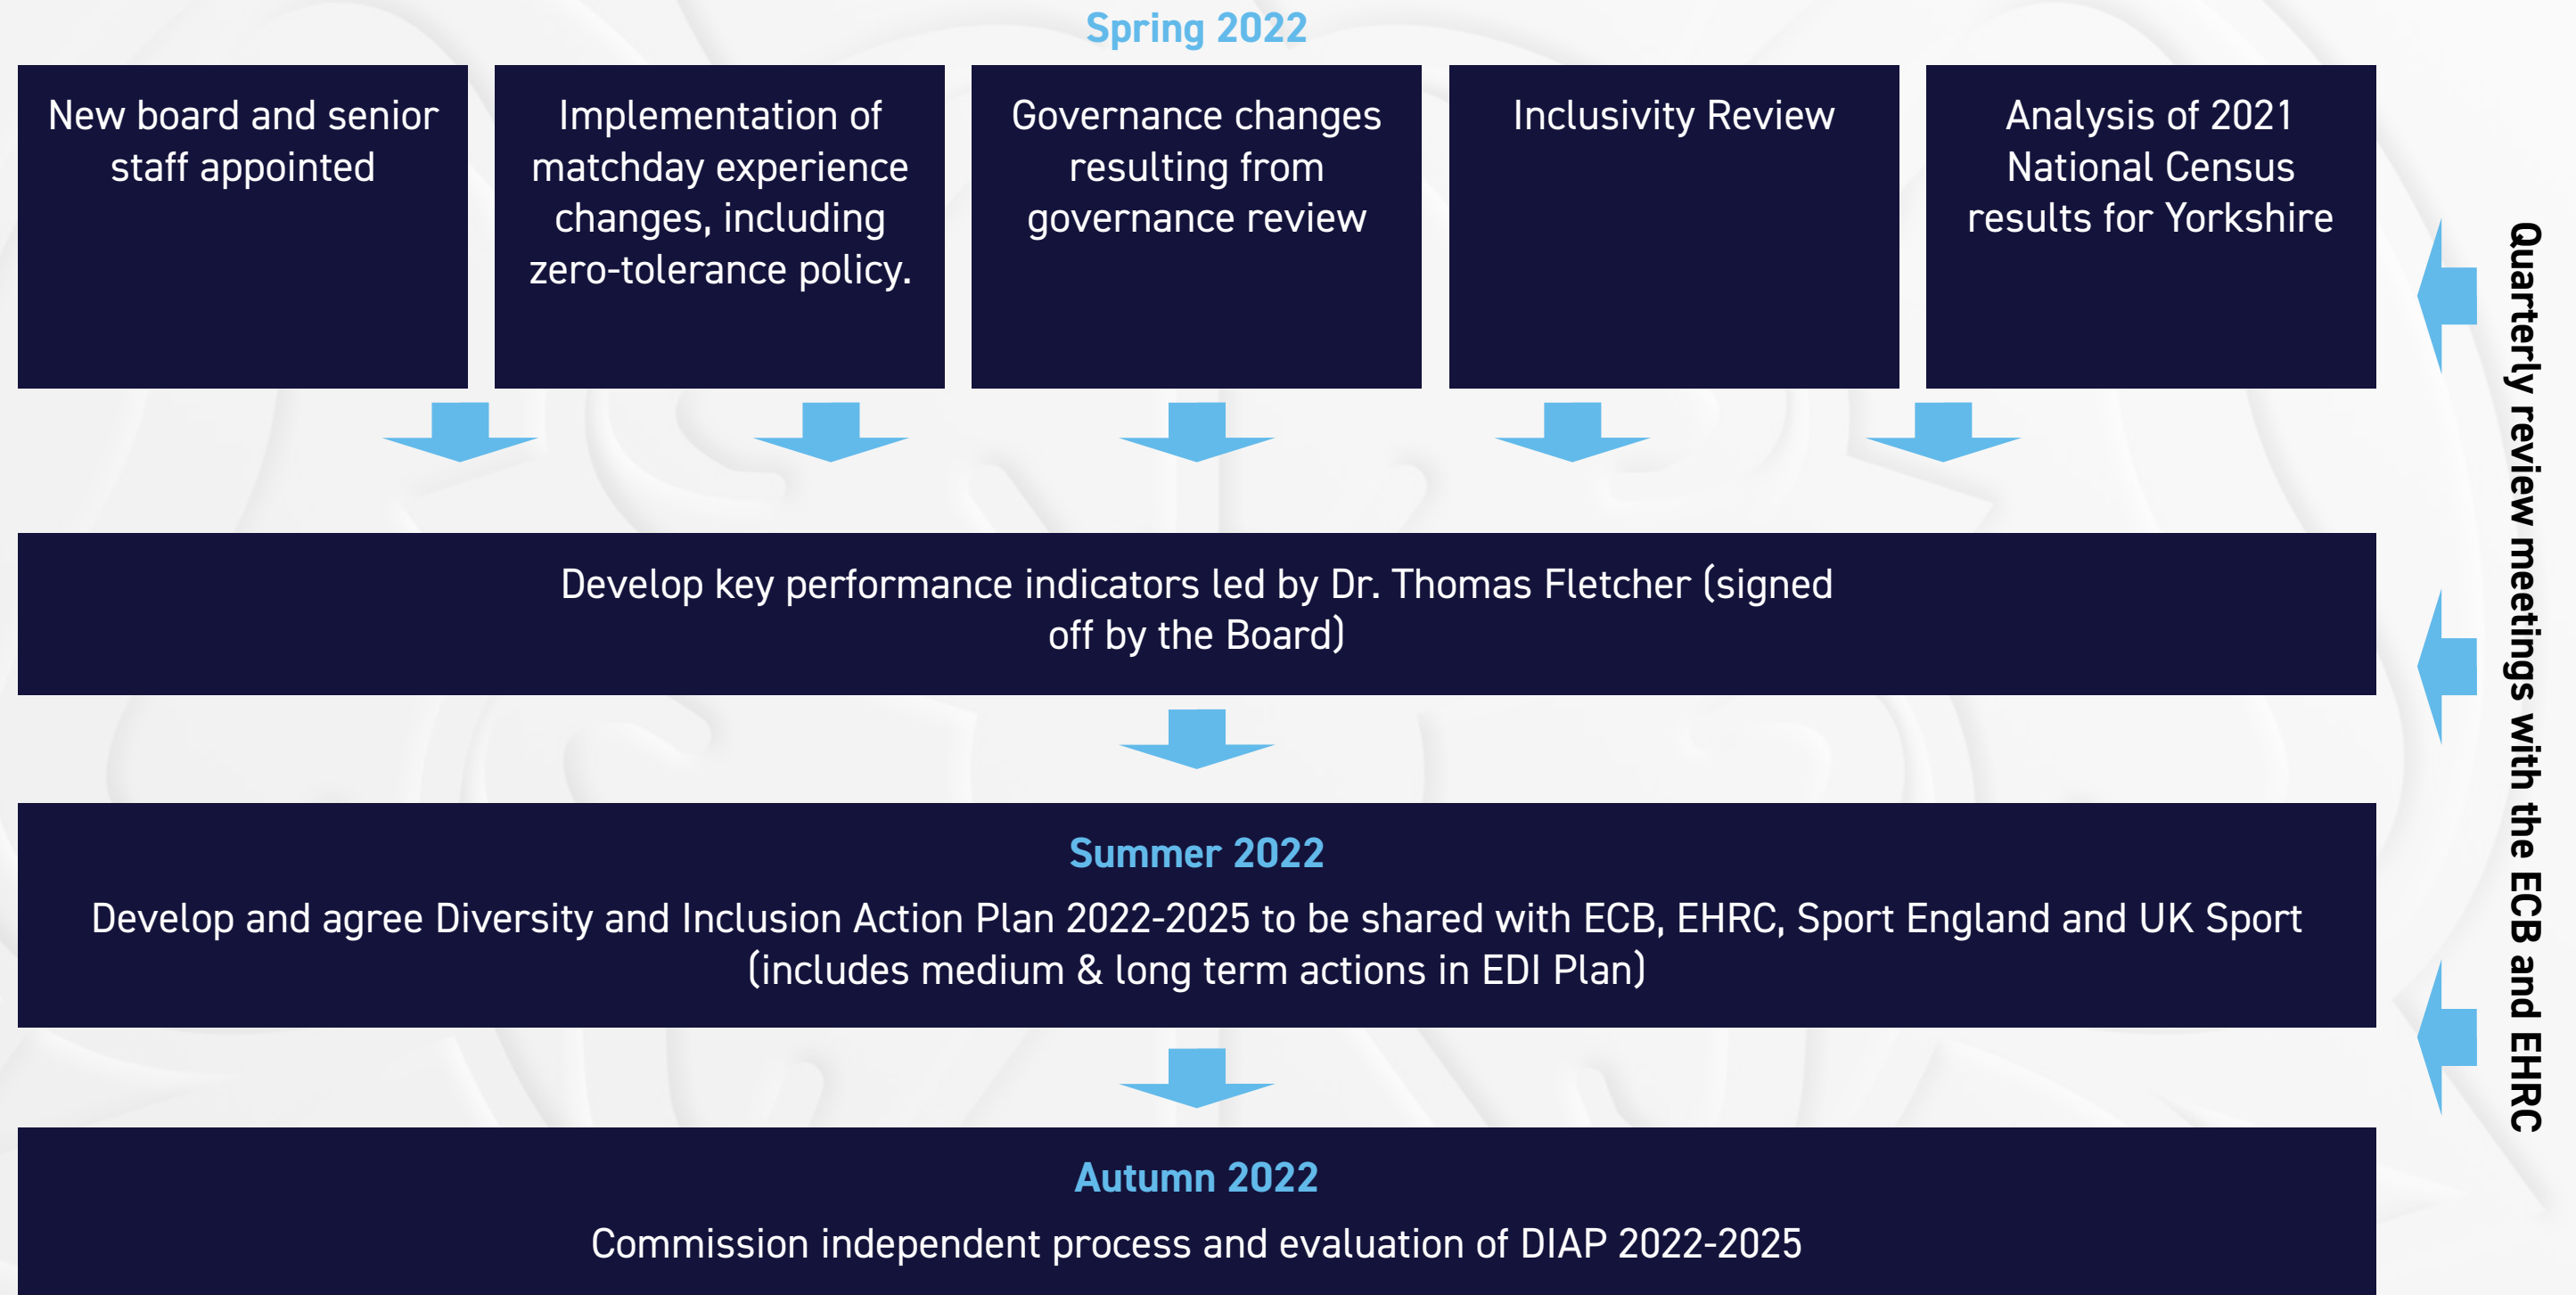 Spring 2022
New board and senior
staff appointed
Implementation of
matchday experience
changes, including
zero-tolerance policy.
Governance changes
resulting from
governance review
Inclusivity Review
Analysis of 2021
National Census
results for Yorkshire
Develop key performance indicators led by Dr. Thomas Fletcher (signed
off by the Board)
Summer 2022
Develop and agree Diversity and Inclusion Action Plan 2022-2025 to be shared with ECB, EHRC, Sport England and UK Sport
(includes medium & long term actions in EDI Plan)
Autumn 2022
Commission independent process and evaluation of DIAP 2022-2025
Quarterly review meetings with the ECB and EHRC